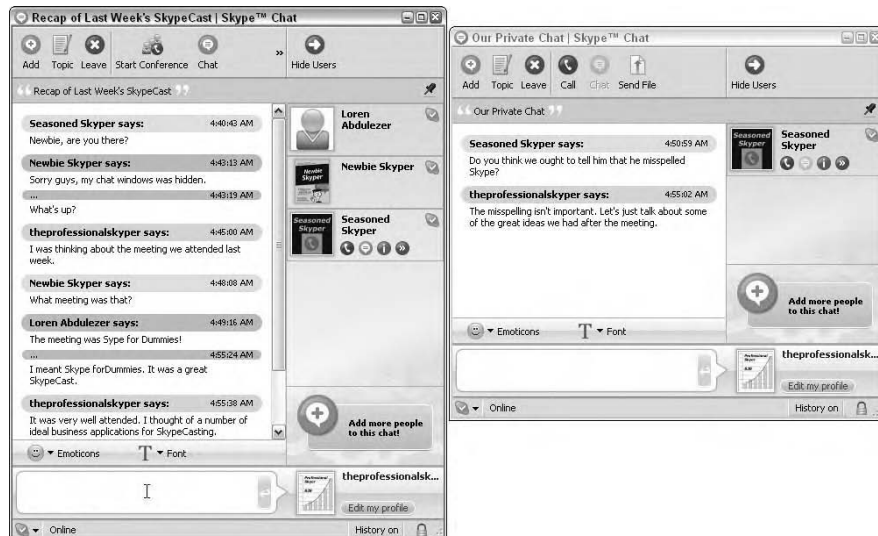 Recap of Last Week's SkypeCast | Skype™ Chat
Add Topic Leave Start Conference Chat » Hide Users
Recap of Last Week's SkypeCast
Seasoned Skyper says: 4:40:43 AM
Newbie, are you there?
Newbie Skyper says: 4:43:13 AM
Sorry guys, my chat windows was hidden.
... 4:43:19 AM
What's up?
theprofessionalskyper says: 4:45:00 AM
I was thinking about the meeting we attended last
week.
Newbie Skyper says: 4:48:08 AM
What meeting was that?
Loren Abdulezer says: 4:49:16 AM
The meeting was Sype for Dummies!
... 4:55:24 AM
I meant Skype forDummies. It was a great
SkypeCast.
theprofessionalskyper says: 4:55:38 AM
It was very well attended. I thought of a number of
ideal business applications for SkypeCasting.
Loren
Abdulezer
Newbie
Skyper
Newbie Skyper
Seasoned
Skyper
Seasoned
Skyper
Add more people
to this chat!
Emoticons T Font
theprofessionalsk...
Edit my profile
Online History on
Our Private Chat | Skype™ Chat
Add Topic Leave Call Chat Send File Hide Users
Our Private Chat
Seasoned Skyper says: 4:50:59 AM
Do you think we ought to tell him that he misspelled
Skype?
theprofessionalskyper says: 4:55:02 AM
The misspelling isn't important. Let's just talk about some
of the great ideas we had after the meeting.
Seasoned
Skyper
Seasoned
Skyper
Add more people
to this chat!
Emoticons T Font
theprofessionalsk...
Edit my profile
Online History on